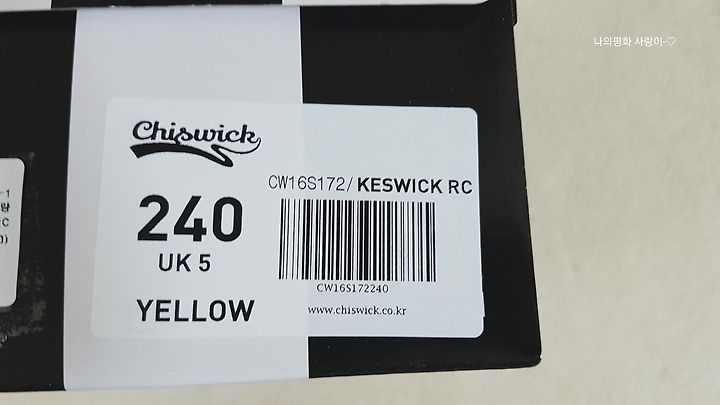 나의평화 사랑이-♡
Chiswick
CW16S172/ KESWICK RC
240
UK 5
CW16S172240
YELLOW
www.chiswick.co.kr